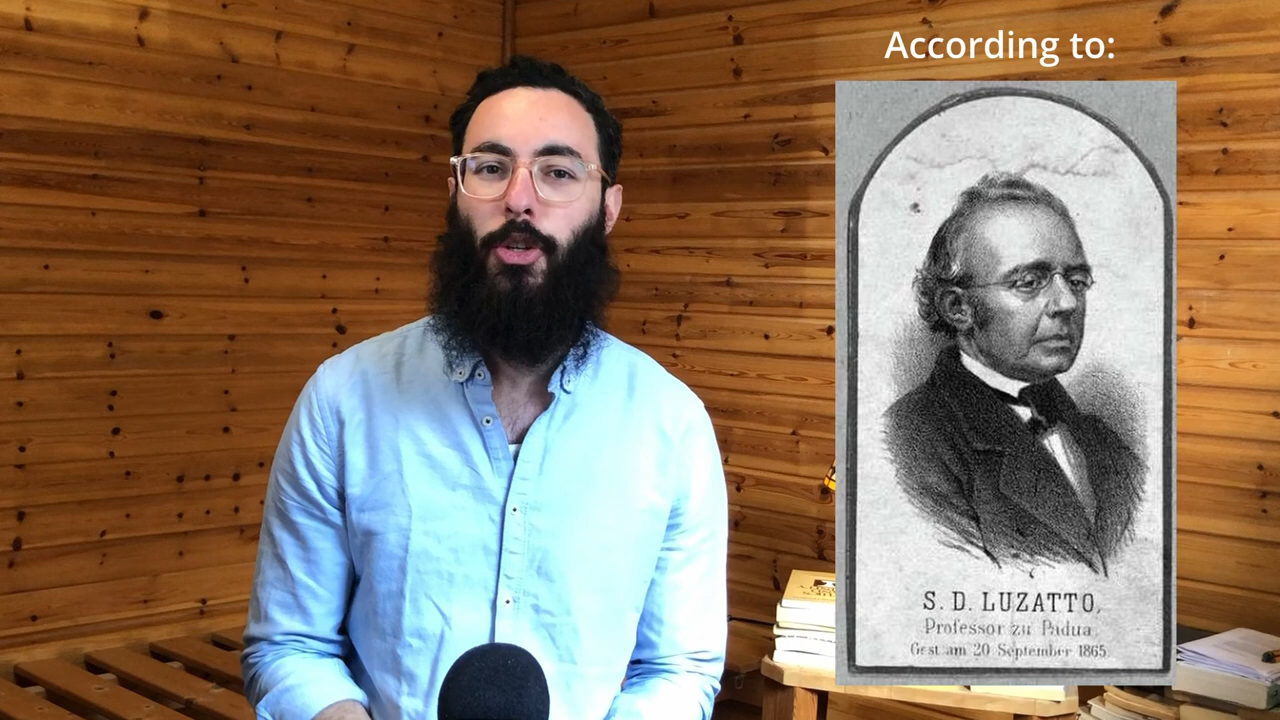 According to:
S. D. LUZATTO,
Professor zu Padua.
Gest. am 20 September 1865.